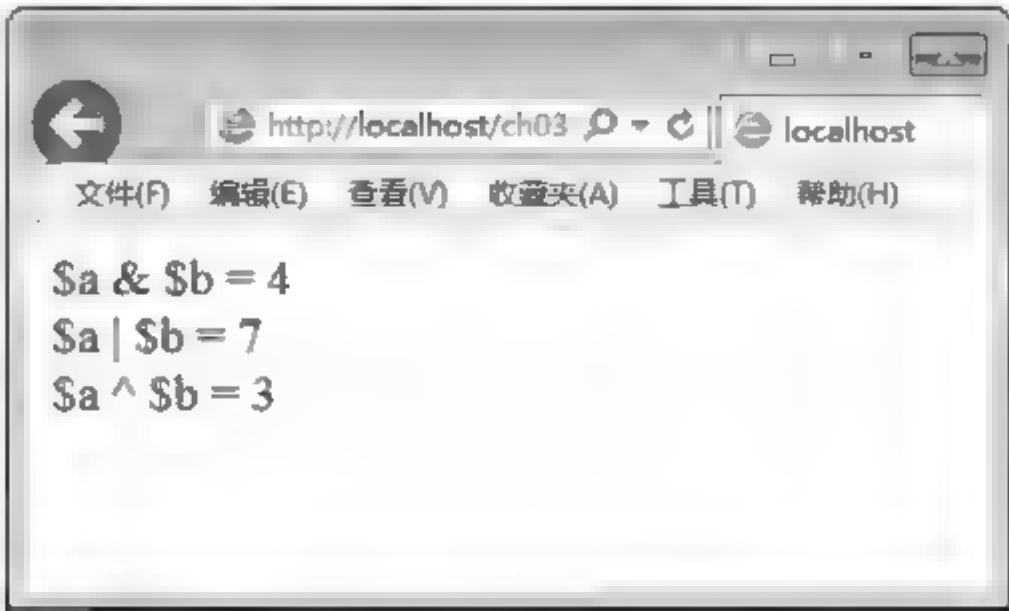 http://localhost/ch03
localhost
文件(F) 编辑(E) 查看(V) 收藏夹(A) 工具(T) 帮助(H)
$a & $b = 4
$a | $b = 7
$a ^ $b = 3